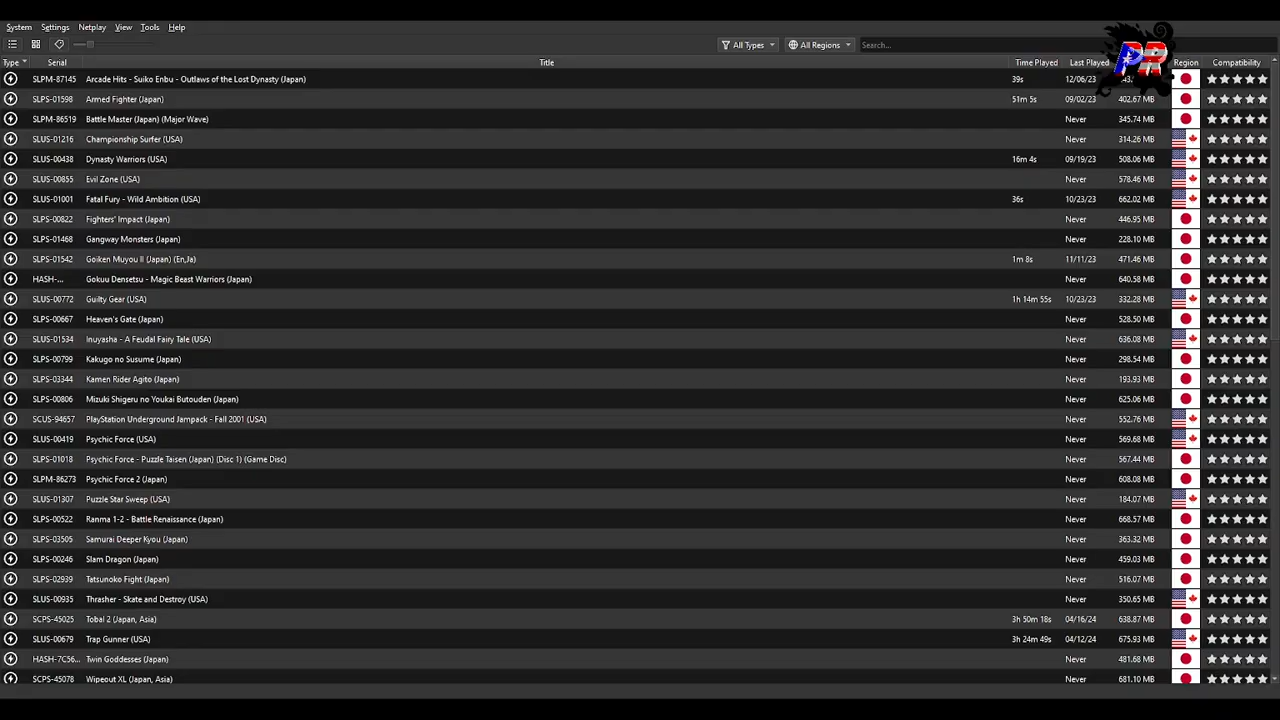 System Settings Netplay View Tools Help
All Types All Regions Search...
Type Serial Title Time Played Last Played Region Compatibility
SLPM-87145 Arcade Hits - Suiko Enbu - Outlaws of the Lost Dynasty (Japan) 39s 12/06/23
SLPS-01598 Armed Fighter (Japan) 51m 5s 09/02/23 402.67 MB
SLPM-86519 Battle Master (Japan) (Major Wave) Never 345.74 MB
SLUS-01216 Championship Surfer (USA) Never 314.26 MB
SLUS-00438 Dynasty Warriors (USA) 16m 4s 09/19/23 508.06 MB
SLUS-00855 Evil Zone (USA) Never 578.46 MB
SLUS-01001 Fatal Fury - Wild Ambition (USA) 36s 10/23/23 662.02 MB
SLPS-00822 Fighters' Impact (Japan) Never 446.95 MB
SLPS-01468 Gangway Monsters (Japan) Never 228.10 MB
SLPS-01542 Goiken Muyou II (Japan) (En,Ja) 1m 8s 11/11/23 471.46 MB
HASH-... Gokuu Densetsu - Magic Beast Warriors (Japan) Never 640.58 MB
SLUS-00772 Guilty Gear (USA) 1h 14m 55s 10/23/23 332.28 MB
SLPS-00667 Heaven's Gate (Japan) Never 528.50 MB
SLUS-01534 Inuyasha - A Feudal Fairy Tale (USA) Never 636.08 MB
SLPS-00799 Kakugo no Susume (Japan) Never 298.54 MB
SLPS-03344 Kamen Rider Agito (Japan) Never 193.93 MB
SLPS-00806 Mizuki Shigeru no Youkai Butouden (Japan) Never 625.06 MB
SCUS-94657 PlayStation Underground Jampack - Fall 2001 (USA) Never 552.76 MB
SLUS-00419 Psychic Force (USA) Never 569.68 MB
SLPS-01018 Psychic Force - Puzzle Taisen (Japan) (Disc 1) (Game Disc) Never 567.44 MB
SLPM-86273 Psychic Force 2 (Japan) Never 608.08 MB
SLUS-01307 Puzzle Star Sweep (USA) Never 184.07 MB
SLPS-00522 Ranma 1-2 - Battle Renaissance (Japan) Never 668.57 MB
SLPS-03505 Samurai Deeper Kyou (Japan) Never 363.32 MB
SLPS-00246 Slam Dragon (Japan) Never 459.03 MB
SLPS-02939 Tatsunoko Fight (Japan) Never 516.07 MB
SLUS-00935 Thrasher - Skate and Destroy (USA) Never 350.65 MB
SCPS-45025 Tobal 2 (Japan, Asia) 3h 50m 18s 04/16/24 638.87 MB
SLUS-00679 Trap Gunner (USA) 3h 24m 49s 04/12/24 675.93 MB
HASH-7C56... Twin Goddesses (Japan) Never 481.68 MB
SCPS-45078 Wipeout XL (Japan, Asia) Never 681.10 MB
PR